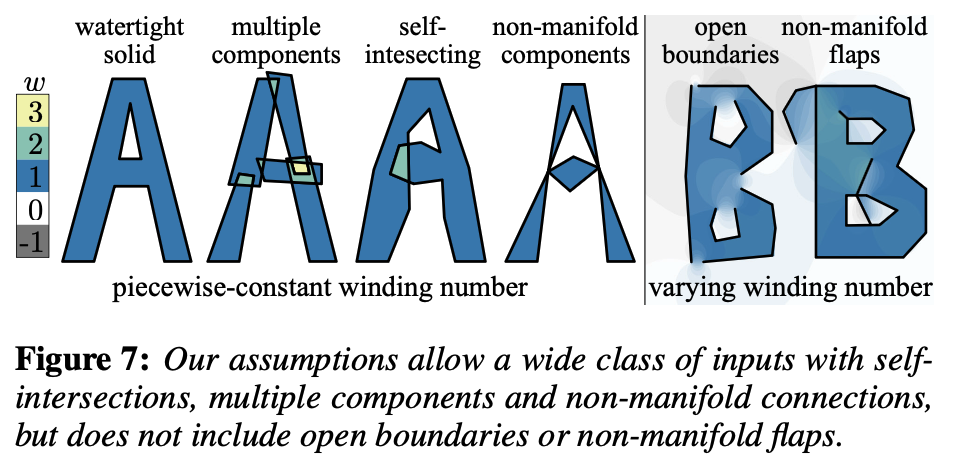 watertight solid
multiple components
self-intesecting
non-manifold components
open boundaries
non-manifold flaps
w
3
2
1
0
-1
piecewise-constant winding number
varying winding number
Figure 7: Our assumptions allow a wide class of inputs with self-
intersections, multiple components and non-manifold connections,
but does not include open boundaries or non-manifold flaps.